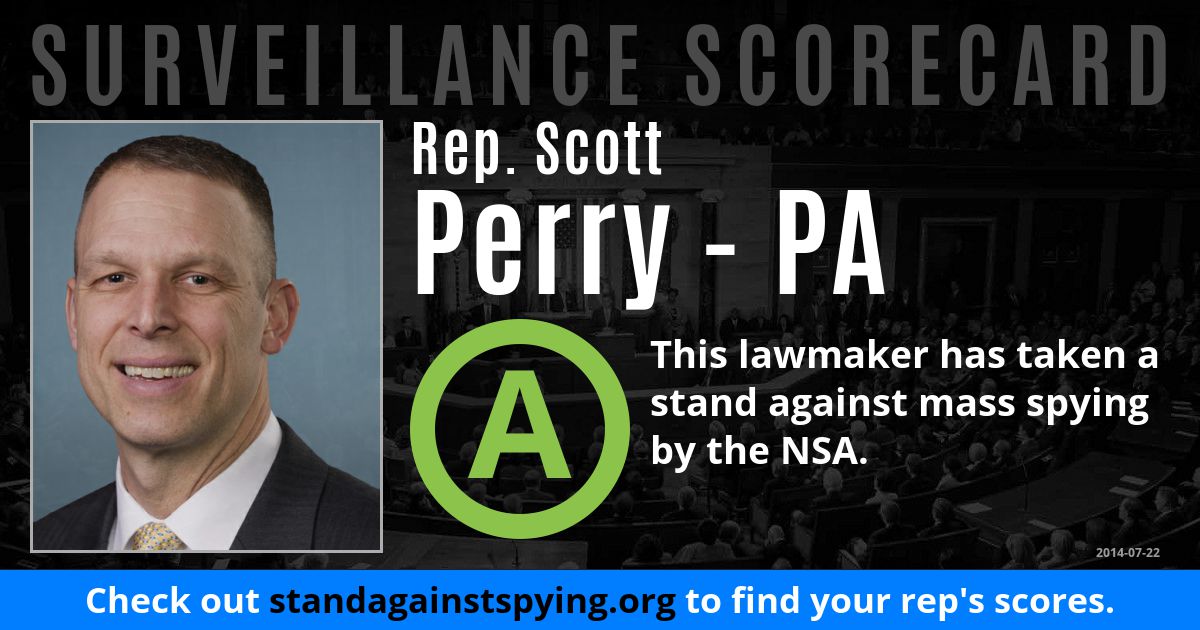 SURVEILLANCE SCORECARD
Rep. Scott
Perry - PA
A
This lawmaker has taken a
stand against mass spying
by the NSA.
2014-07-22
Check out standagainstspying.org to find your rep's scores.